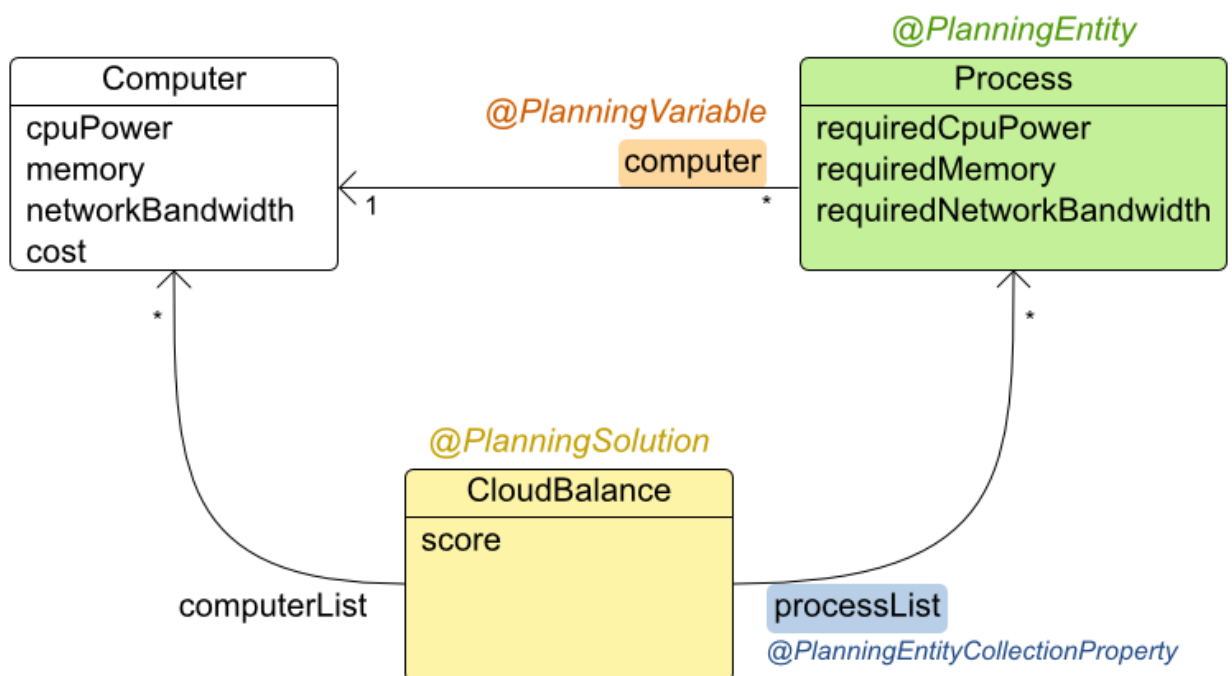 @PlanningEntity
Computer
Process
@PlanningVariable
cpuPower
memory
networkBandwidth
cost
computer
1
*
requiredCpuPower
requiredMemory
requiredNetworkBandwidth
*
*
@PlanningSolution
CloudBalance
score
computerList
processList
@PlanningEntityCollectionProperty